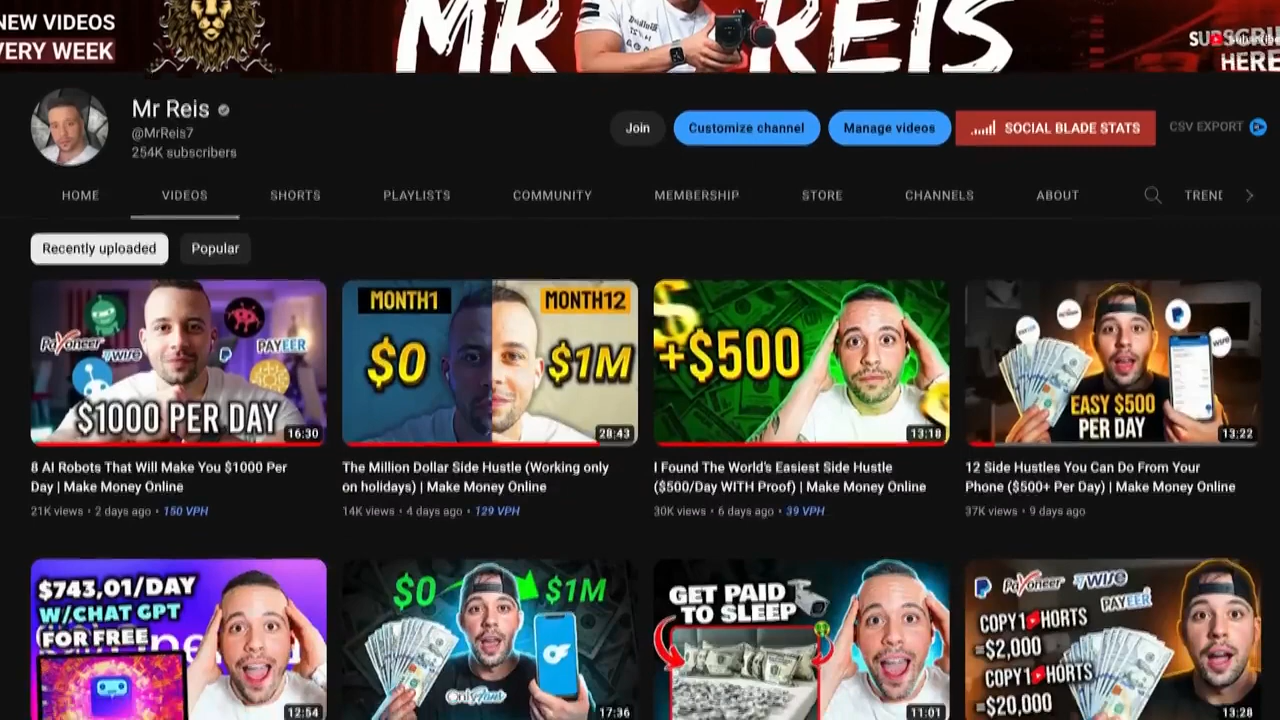 NEW VIDEOS
VERY WEEK
MR REIS
SUBSCRIBE
HERE
Mr Reis
@MrReis7
254K subscribers
Join
Customize channel
Manage videos
SOCIAL BLADE STATS
CSV EXPORT
HOME
VIDEOS
SHORTS
PLAYLISTS
COMMUNITY
MEMBERSHIP
STORE
CHANNELS
ABOUT
TREND
Recently uploaded
Popular
Payoneer
WISE
PAYEER
$1000 PER DAY
16:30
MONTH1
MONTH12
$0
$1M
28:43
+$500
13:18
WISE
EASY $500
PER DAY
13:22
8 AI Robots That Will Make You $1000 Per
Day | Make Money Online
21K views • 2 days ago • 150 VPH
The Million Dollar Side Hustle (Working only
on holidays) | Make Money Online
14K views • 4 days ago • 129 VPH
I Found The World's Easiest Side Hustle
($500/Day WITH Proof) | Make Money Online
30K views • 6 days ago • 39 VPH
12 Side Hustles You Can Do From Your
Phone ($500+ Per Day) | Make Money Online
37K views • 9 days ago
$743,01/DAY
W/CHAT GPT
FOR FREE
12:54
$0
$1M
OnlyFans
17:36
GET PAID
TO SLEEP
11:01
Payoneer
WISE
PAYEER
COPY 1 SHORTS
=$2,000
COPY 1 SHORTS
=$20,000
13:28